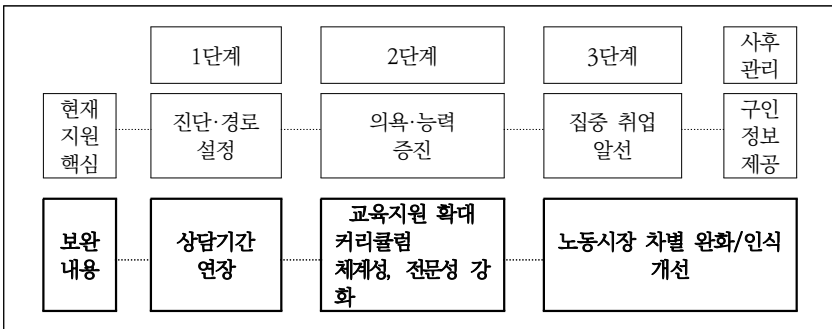 1단계
2단계
3단계
사후
관리
현재
지원
핵심
진단·경로
설정
의욕·능력
증진
집중 취업
알선
구인
정보
제공
보완
내용
상담기간
연장
교육지원 확대
커리큘럼
체계성, 전문성 강
화
노동시장 차별 완화/인식
개선